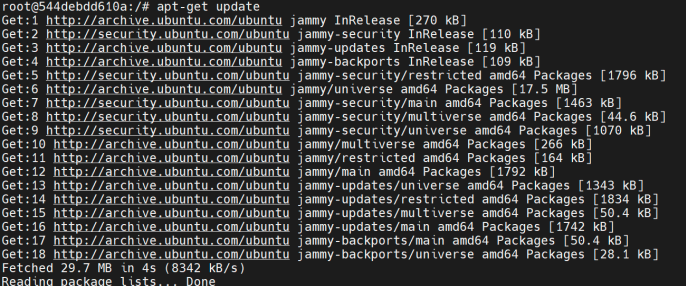 root@544debdd610a:/# apt-get update
Get:1 http://archive.ubuntu.com/ubuntu jammy InRelease [270 kB]
Get:2 http://security.ubuntu.com/ubuntu jammy-security InRelease [110 kB]
Get:3 http://archive.ubuntu.com/ubuntu jammy-updates InRelease [119 kB]
Get:4 http://archive.ubuntu.com/ubuntu jammy-backports InRelease [109 kB]
Get:5 http://security.ubuntu.com/ubuntu jammy-security/restricted amd64 Packages [1796 kB]
Get:6 http://archive.ubuntu.com/ubuntu jammy/universe amd64 Packages [17.5 MB]
Get:7 http://security.ubuntu.com/ubuntu jammy-security/main amd64 Packages [1463 kB]
Get:8 http://security.ubuntu.com/ubuntu jammy-security/multiverse amd64 Packages [44.6 kB]
Get:9 http://security.ubuntu.com/ubuntu jammy-security/universe amd64 Packages [1070 kB]
Get:10 http://archive.ubuntu.com/ubuntu jammy/multiverse amd64 Packages [266 kB]
Get:11 http://archive.ubuntu.com/ubuntu jammy/restricted amd64 Packages [164 kB]
Get:12 http://archive.ubuntu.com/ubuntu jammy/main amd64 Packages [1792 kB]
Get:13 http://archive.ubuntu.com/ubuntu jammy-updates/universe amd64 Packages [1343 kB]
Get:14 http://archive.ubuntu.com/ubuntu jammy-updates/restricted amd64 Packages [1834 kB]
Get:15 http://archive.ubuntu.com/ubuntu jammy-updates/multiverse amd64 Packages [50.4 kB]
Get:16 http://archive.ubuntu.com/ubuntu jammy-updates/main amd64 Packages [1742 kB]
Get:17 http://archive.ubuntu.com/ubuntu jammy-backports/main amd64 Packages [50.4 kB]
Get:18 http://archive.ubuntu.com/ubuntu jammy-backports/universe amd64 Packages [28.1 kB]
Fetched 29.7 MB in 4s (8342 kB/s)
Reading package lists... Done